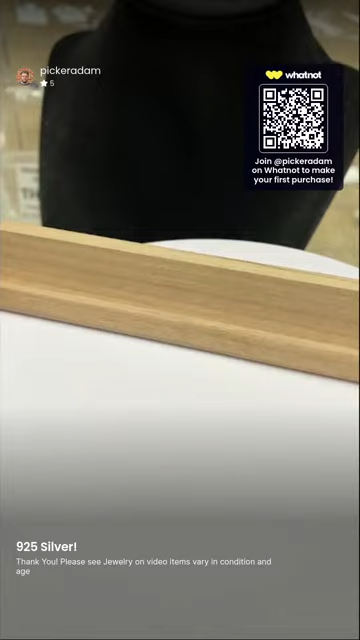 pickeradam
5
whatnot
Join @pickeradam
on Whatnot to make
your first purchase!
925 Silver!
Thank You! Please see Jewelry on video items vary in condition and
age